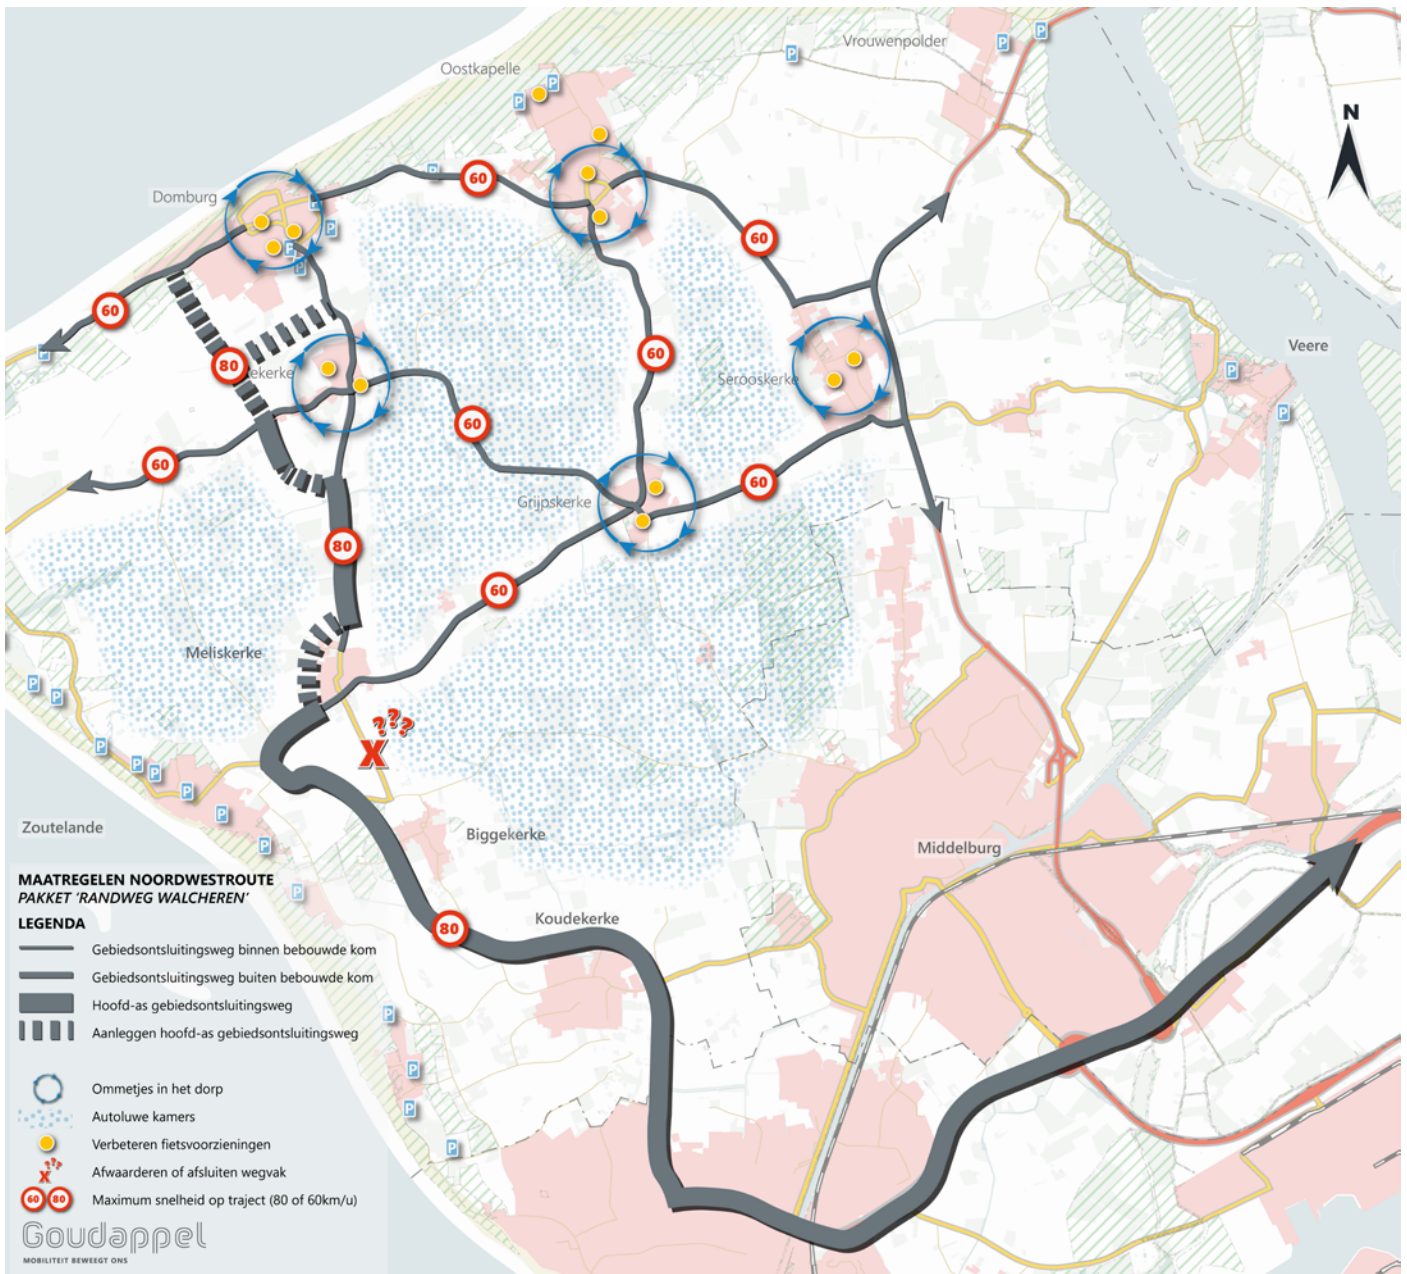 Vrouwenpolder
Oostkapelle
N
Domburg
60
60
60
60
Veere
80
60
ekerke
Serooskerke
60
60
60
Grijpskerke
80
60
Meliskerke
???
X
Zoutelande
Biggekerke
Middelburg
Koudekerke
80
MAATREGELEN NOORDWESTROUTE
PAKKET 'RANDWEG WALCHEREN'
LEGENDA
Gebiedsontsluitingsweg binnen bebouwde kom
Gebiedsontsluitingsweg buiten bebouwde kom
Hoofd-as gebiedsontsluitingsweg
Aanleggen hoofd-as gebiedsontsluitingsweg
Ommetjes in het dorp
Autoluwe kamers
Verbeteren fietsvoorzieningen
X??? Afwaarderen of afsluiten wegvak
60 80 Maximum snelheid op traject (80 of 60km/u)
Goudappel
MOBILITEIT BEWEEGT ONS